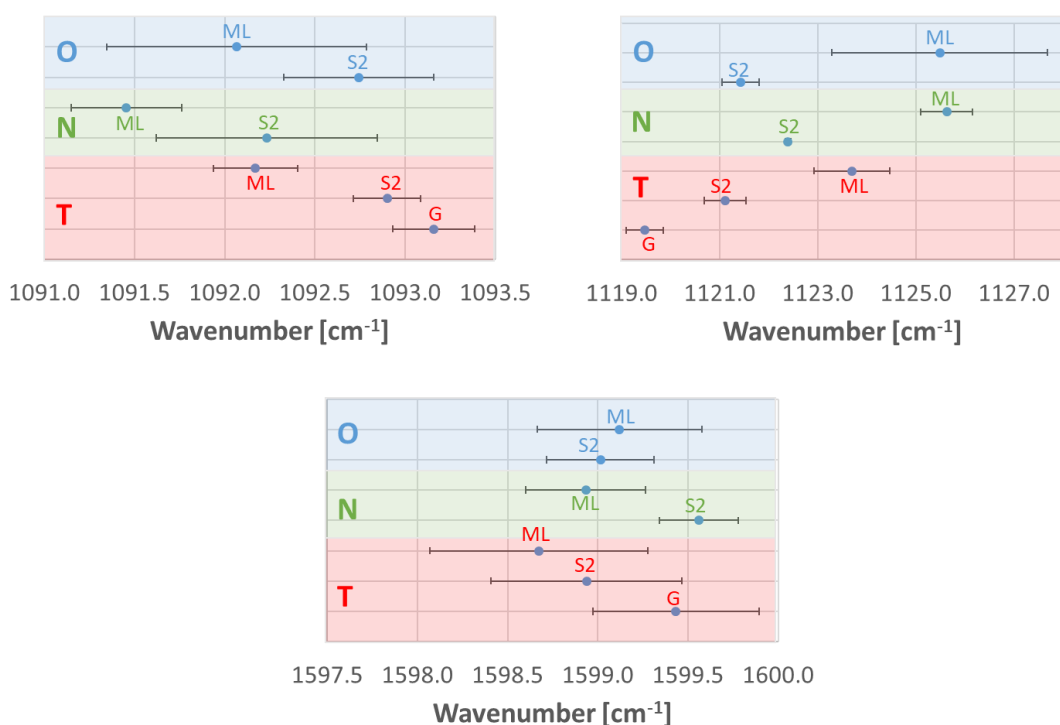 O
ML
S2
N
ML
S2
T
ML
S2
G
1091.0 1091.5 1092.0 1092.5 1093.0 1093.5
Wavenumber [cm⁻¹]
O
ML
S2
N
ML
S2
T
ML
S2
G
1119.0 1121.0 1123.0 1125.0 1127.0
Wavenumber [cm⁻¹]
O
ML
S2
N
ML
S2
T
ML
S2
G
1597.5 1598.0 1598.5 1599.0 1599.5 1600.0
Wavenumber [cm⁻¹]